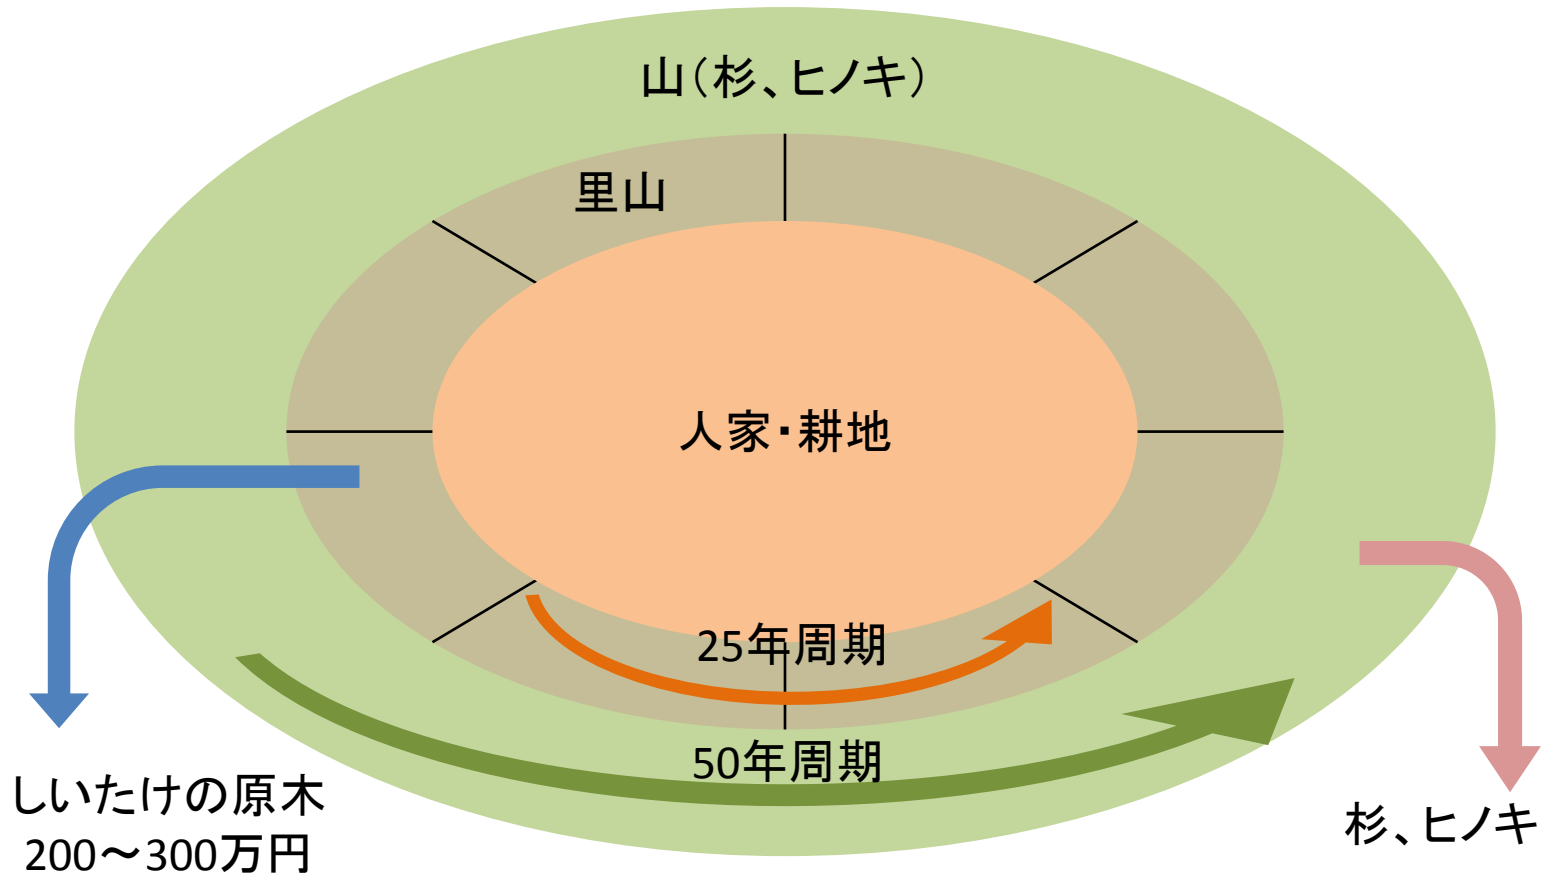 山(杉、ヒノキ)
里山
人家・耕地
25年周期
50年周期
しいたけの原木
200~300万円
杉、ヒノキ